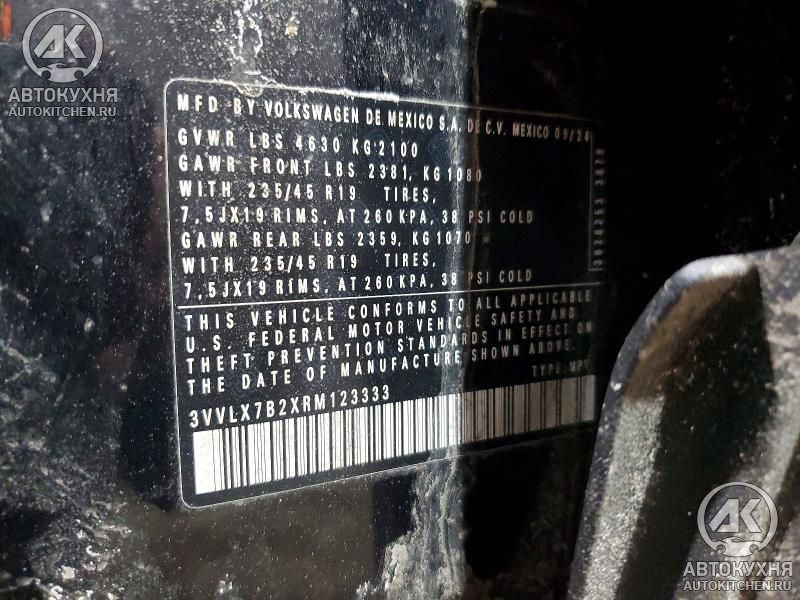 AK
АВТОКУХНЯ
AUTOKITCHEN.RU
MFD BY VOLKSWAGEN DE MEXICO S.A. DE C.V. MEXICO 09/24
GVWR LBS 4630 KG 2100
GAWR FRONT LBS 2381, KG 1080
WITH 235/45 R19 TIRES,
7,5JX19 RIMS, AT 260 KPA, 38 PSI COLD
GAWR REAR LBS 2359, KG 1070
WITH 235/45 R19 TIRES,
7,5JX19 RIMS, AT 260 KPA, 38 PSI COLD
THIS VEHICLE CONFORMS TO ALL APPLICABLE
U.S. FEDERAL MOTOR VEHICLE SAFETY AND
THEFT PREVENTION STANDARDS IN EFFECT ON
THE DATE OF MANUFACTURE SHOWN ABOVE.
TYPE: MPV
3VVLX7B2XRM123333
AK
АВТОКУХНЯ
AUTOKITCHEN.RU